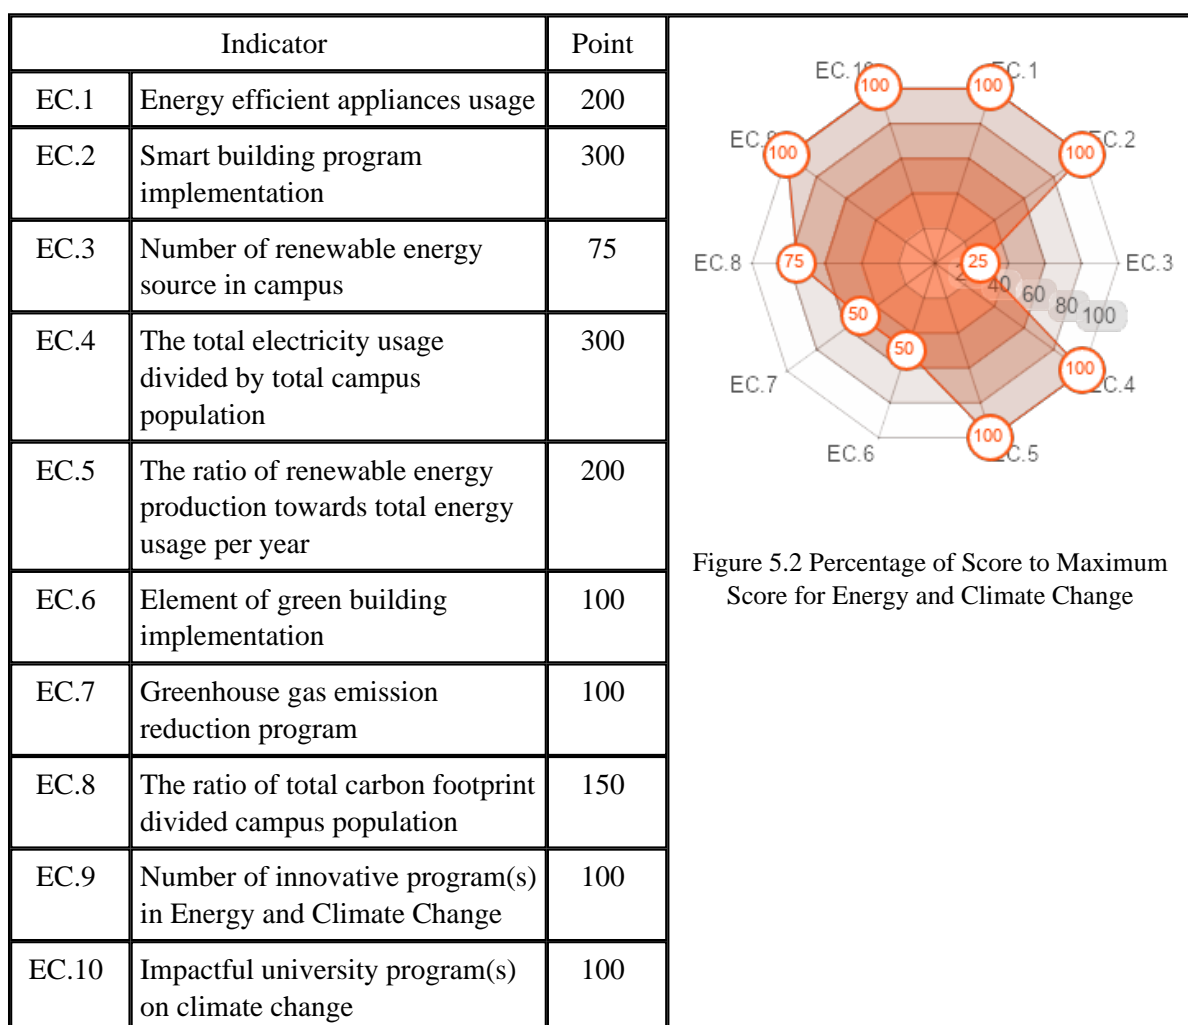 Indicator Point
EC.1 Energy efficient appliances usage 200
EC.2 Smart building program 300
implementation
EC.3 Number of renewable energy 75
source in campus
EC.4 The total electricity usage 300
divided by total campus
population
EC.5 The ratio of renewable energy 200
production towards total energy
usage per year
EC.6 Element of green building 100
implementation
EC.7 Greenhouse gas emission 100
reduction program
EC.8 The ratio of total carbon footprint 150
divided campus population
EC.9 Number of innovative program(s) 100
in Energy and Climate Change
EC.10 Impactful university program(s) 100
on climate change
100 100
100 100
EC.8 75 25 EC.3
40
60
80
100
50
50
EC.7
100
100
EC.6
Figure 5.2 Percentage of Score to Maximum
Score for Energy and Climate Change